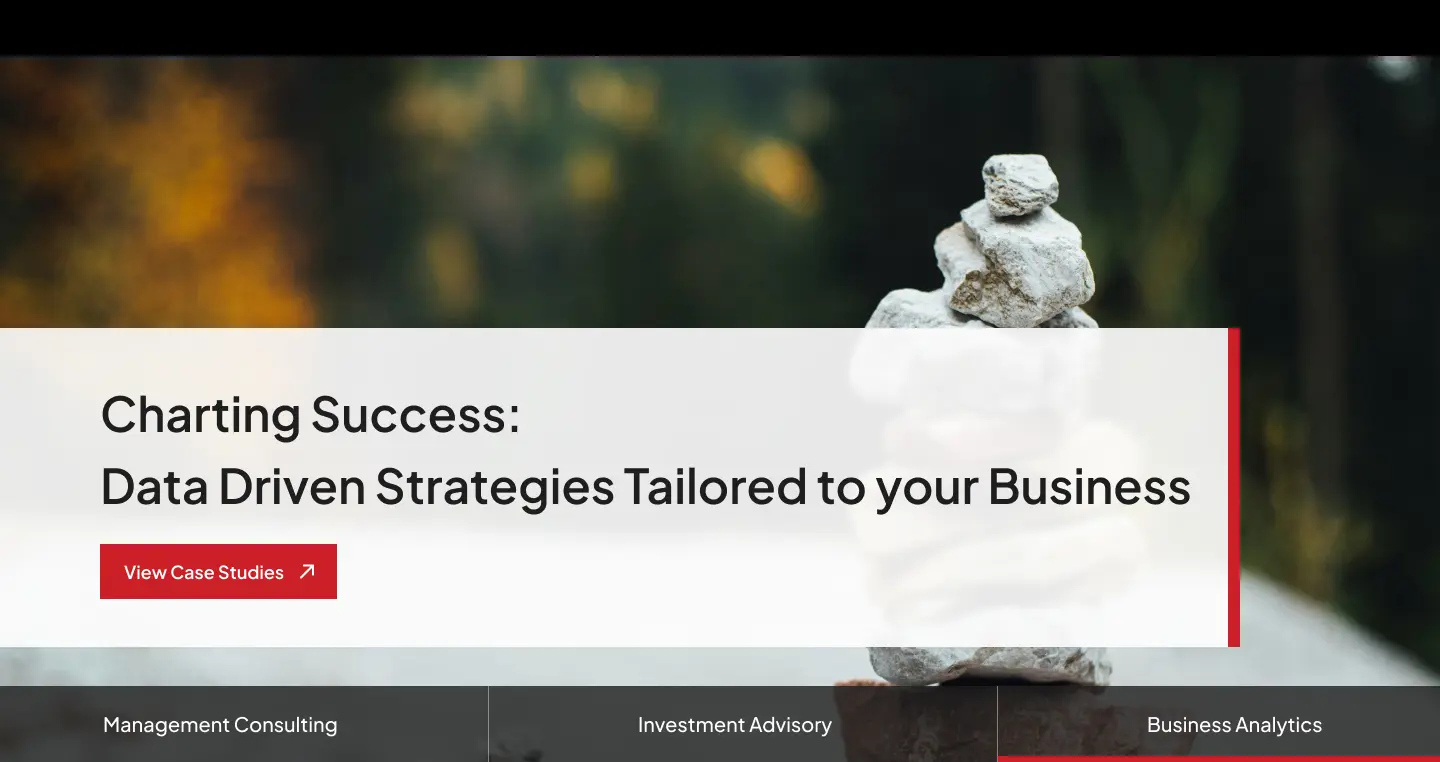 Charting Success:
Data Driven Strategies Tailored to your Business
View Case Studies
Management Consulting
Investment Advisory
Business Analytics